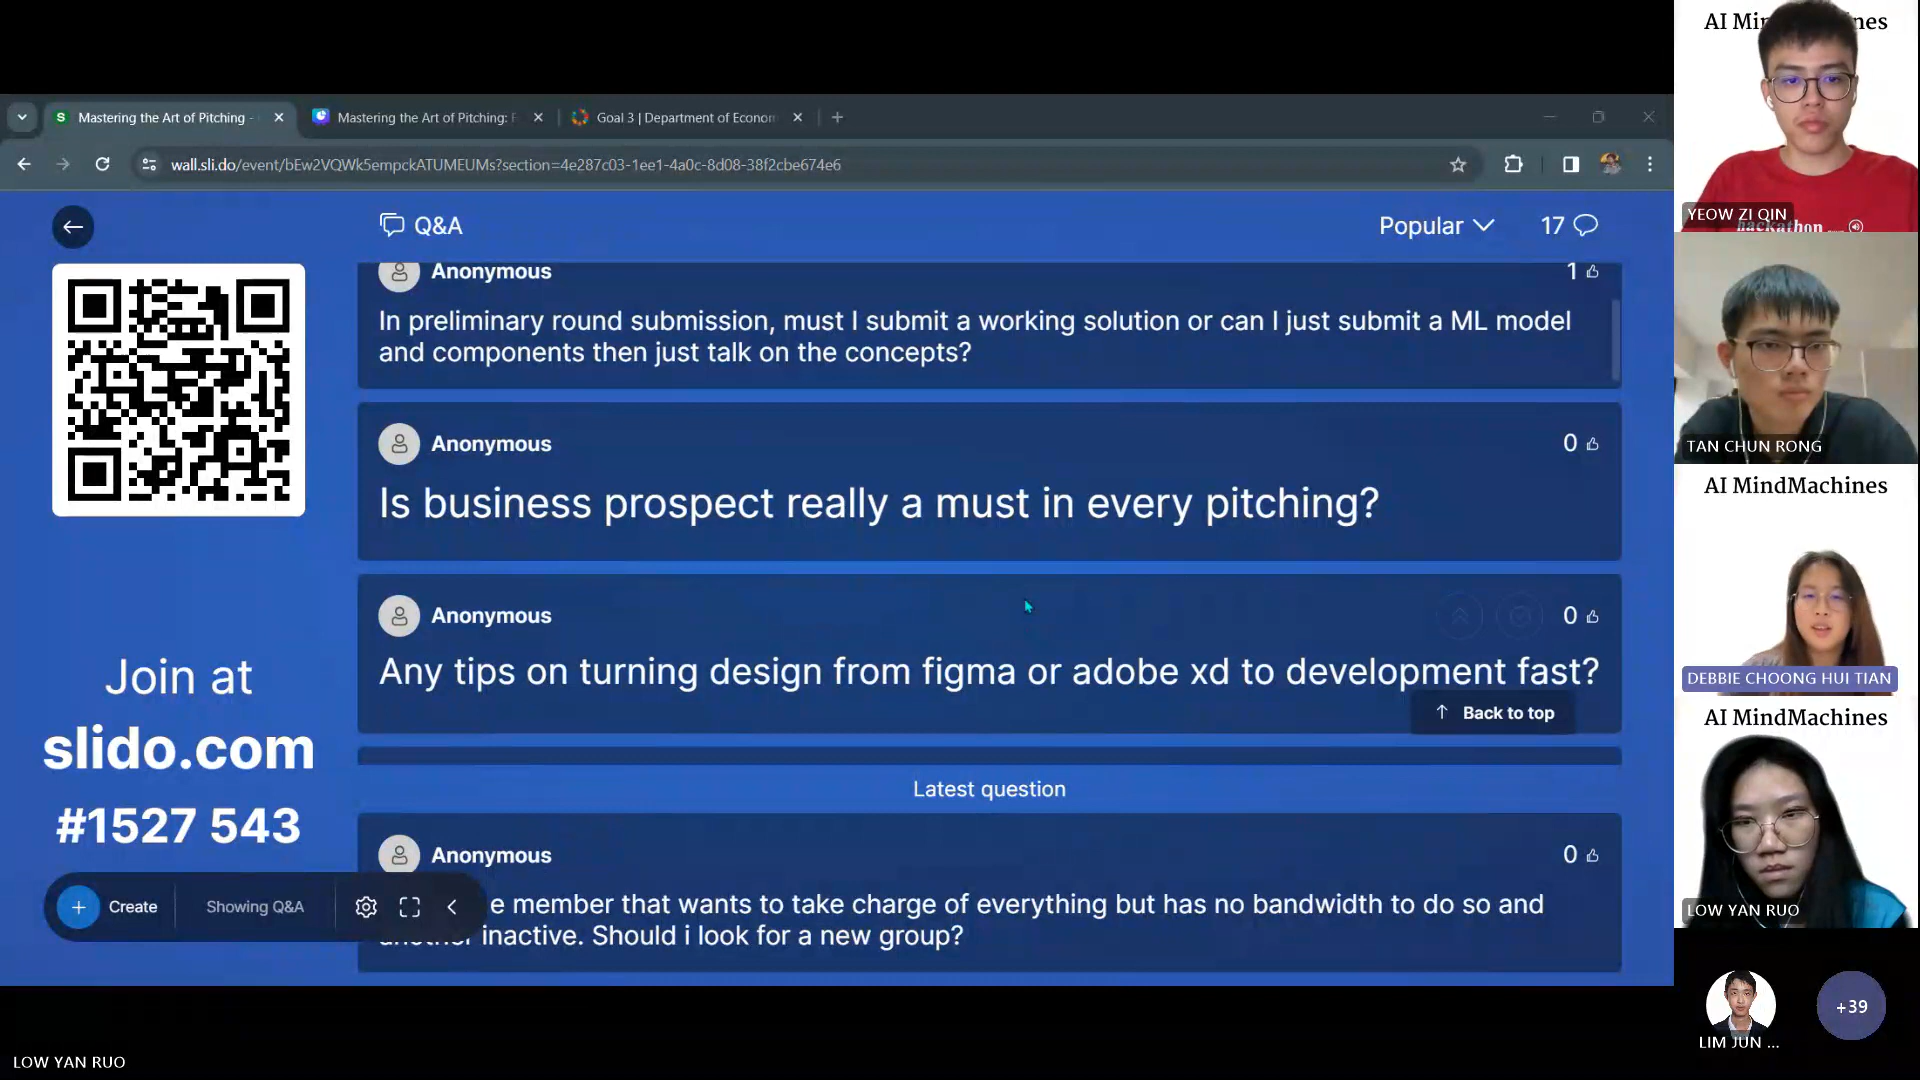 Mastering the Art of Pitching -
Mastering the Art of Pitching:
Goal 3 | Department of Econon
wall.sli.do/event/bEw2VQWk5empckATUMEUMs?section=4e287c03-1ee1-4a0c-8d08-38f2cbe674e6
Q&A
Popular
17
Anonymous
1
In preliminary round submission, must I submit a working solution or can I just submit a ML model
and components then just talk on the concepts?
Anonymous
0
Is business prospect really a must in every pitching?
Anonymous
0
Any tips on turning design from figma or adobe xd to development fast?
Back to top
Latest question
Anonymous
0
e member that wants to take charge of everything but has no bandwidth to do so and
inactive. Should i look for a new group?
Join at
slido.com
#1527 543
Create
Showing Q&A
YEOW ZI QIN
hackathon
TAN CHUN RONG
AI MindMachines
DEBBIE CHOONG HUI TIAN
AI MindMachines
LOW YAN RUO
LIM JUN ...
+39
LOW YAN RUO